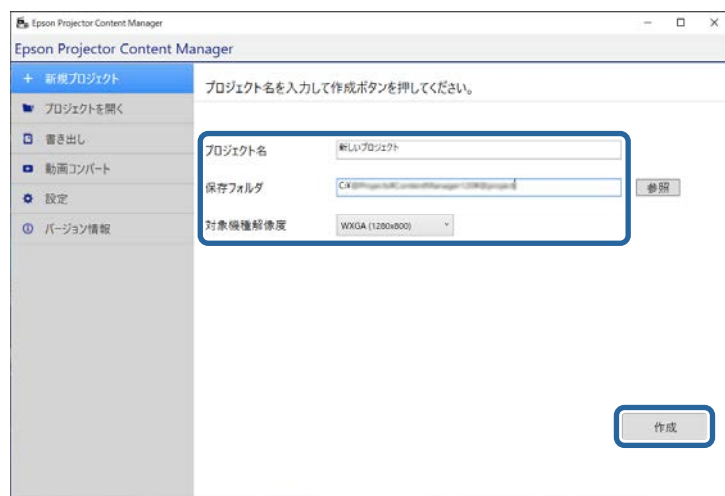 Epson Projector Content Manager
Epson Projector Content Manager
新規プロジェクト
プロジェクトを開く
書き出し
動画コンバート
設定
バージョン情報
プロジェクト名を入力して作成ボタンを押してください。
プロジェクト名
新しいプロジェクト
保存フォルダ
参照
対象機種解像度
WXGA (1280x800)
作成